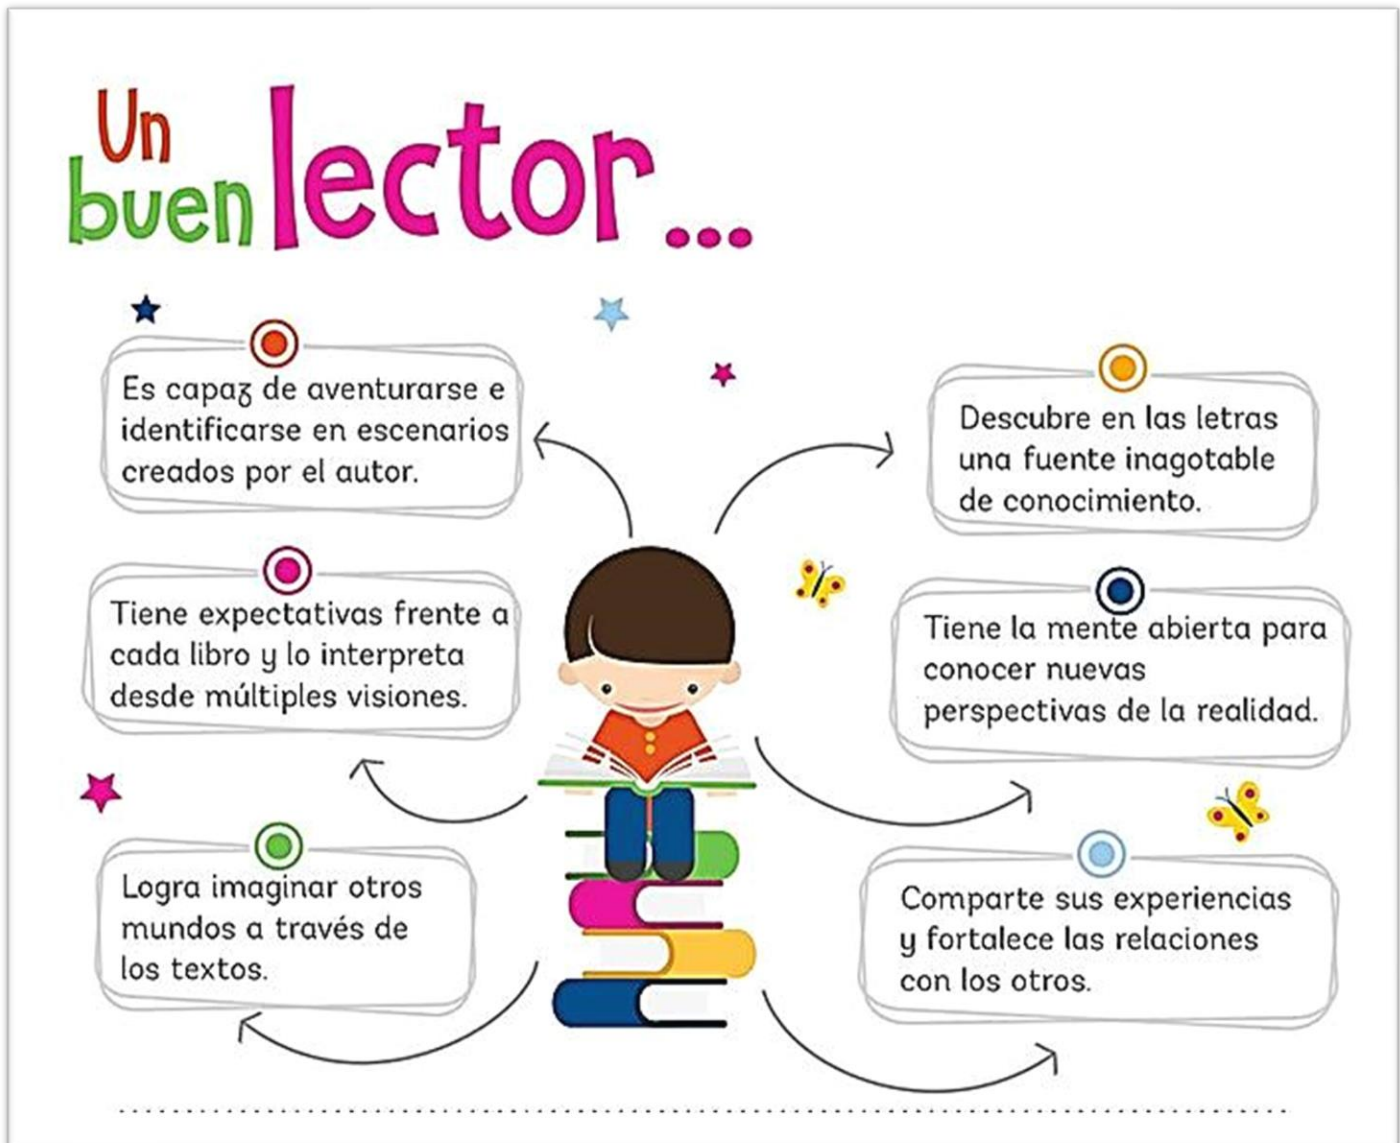 Un
buen lector...
Es capaz de aventurarse e
identificarse en escenarios
creados por el autor.
Tiene expectativas frente a
cada libro y lo interpreta
desde múltiples visiones.
Logra imaginar otros
mundos a través de
los textos.
Descubre en las letras
una fuente inagotable
de conocimiento.
Tiene la mente abierta para
conocer nuevas
perspectivas de la realidad.
Comparte sus experiencias
y fortalece las relaciones
con los otros.